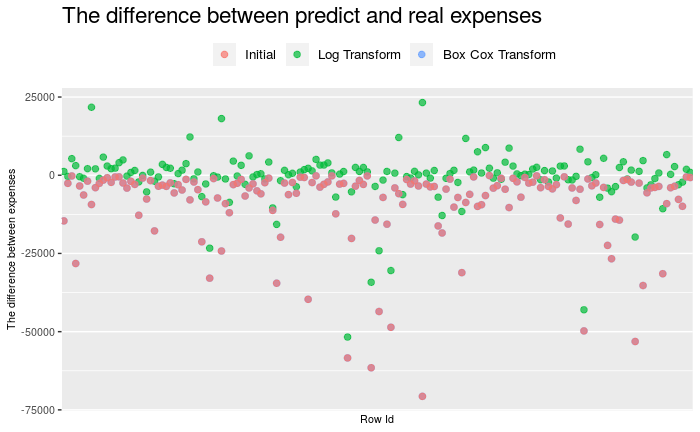 The difference between predict and real expenses
Initial
Log Transform
Box Cox Transform
The difference between expenses
25000
0
-25000
-50000
-75000
Row Id